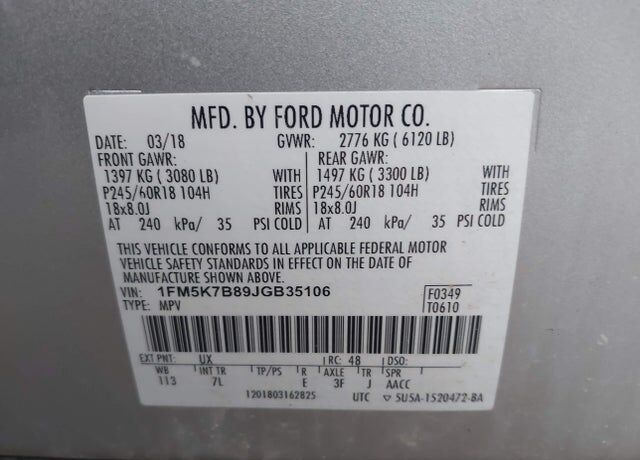 MFD. BY FORD MOTOR CO.
DATE: 03/18 GVWR: 2776 KG ( 6120 LB)
FRONT GAWR: REAR GAWR:
1397 KG ( 3080 LB) WITH 1497 KG ( 3300 LB) WITH
P245/60R18 104H TIRES P245/60R18 104H TIRES
18x8.0J RIMS 18x8.0J RIMS
AT 240 kPa/ 35 PSI COLD AT 240 kPa/ 35 PSI COLD
THIS VEHICLE CONFORMS TO ALL APPLICABLE FEDERAL MOTOR
VEHICLE SAFETY STANDARDS IN EFFECT ON THE DATE OF
MANUFACTURE SHOWN ABOVE.
VIN: 1FM5K7B89JGB35106 F0349
TYPE: MPV T0610
EXT PNT: UX RC: 48 DSO:
WB INT TR TP/PS R AXLE TR SPR
113 7L E 3F J AACC
1201803162825 UTC ▽ 5U5A-1520472-BA